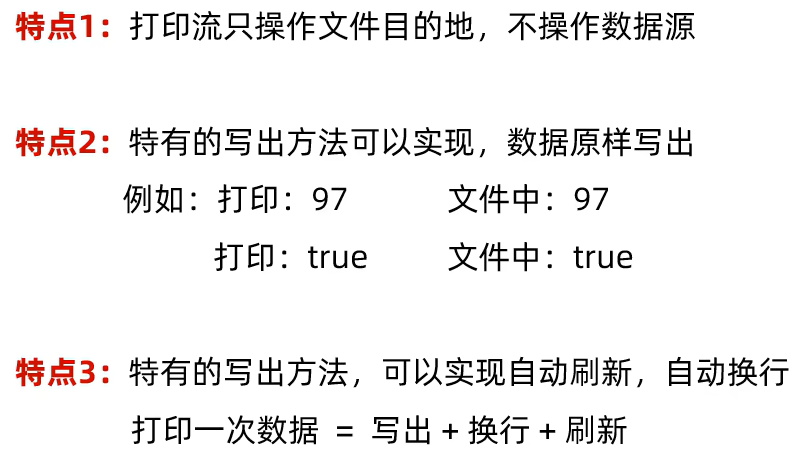 特点1：打印流只操作文件目的地，不操作数据源
特点2：特有的写出方法可以实现，数据原样写出
例如：打印：97 文件中：97
打印：true 文件中：true
特点3：特有的写出方法，可以实现自动刷新，自动换行
打印一次数据 = 写出 + 换行 + 刷新